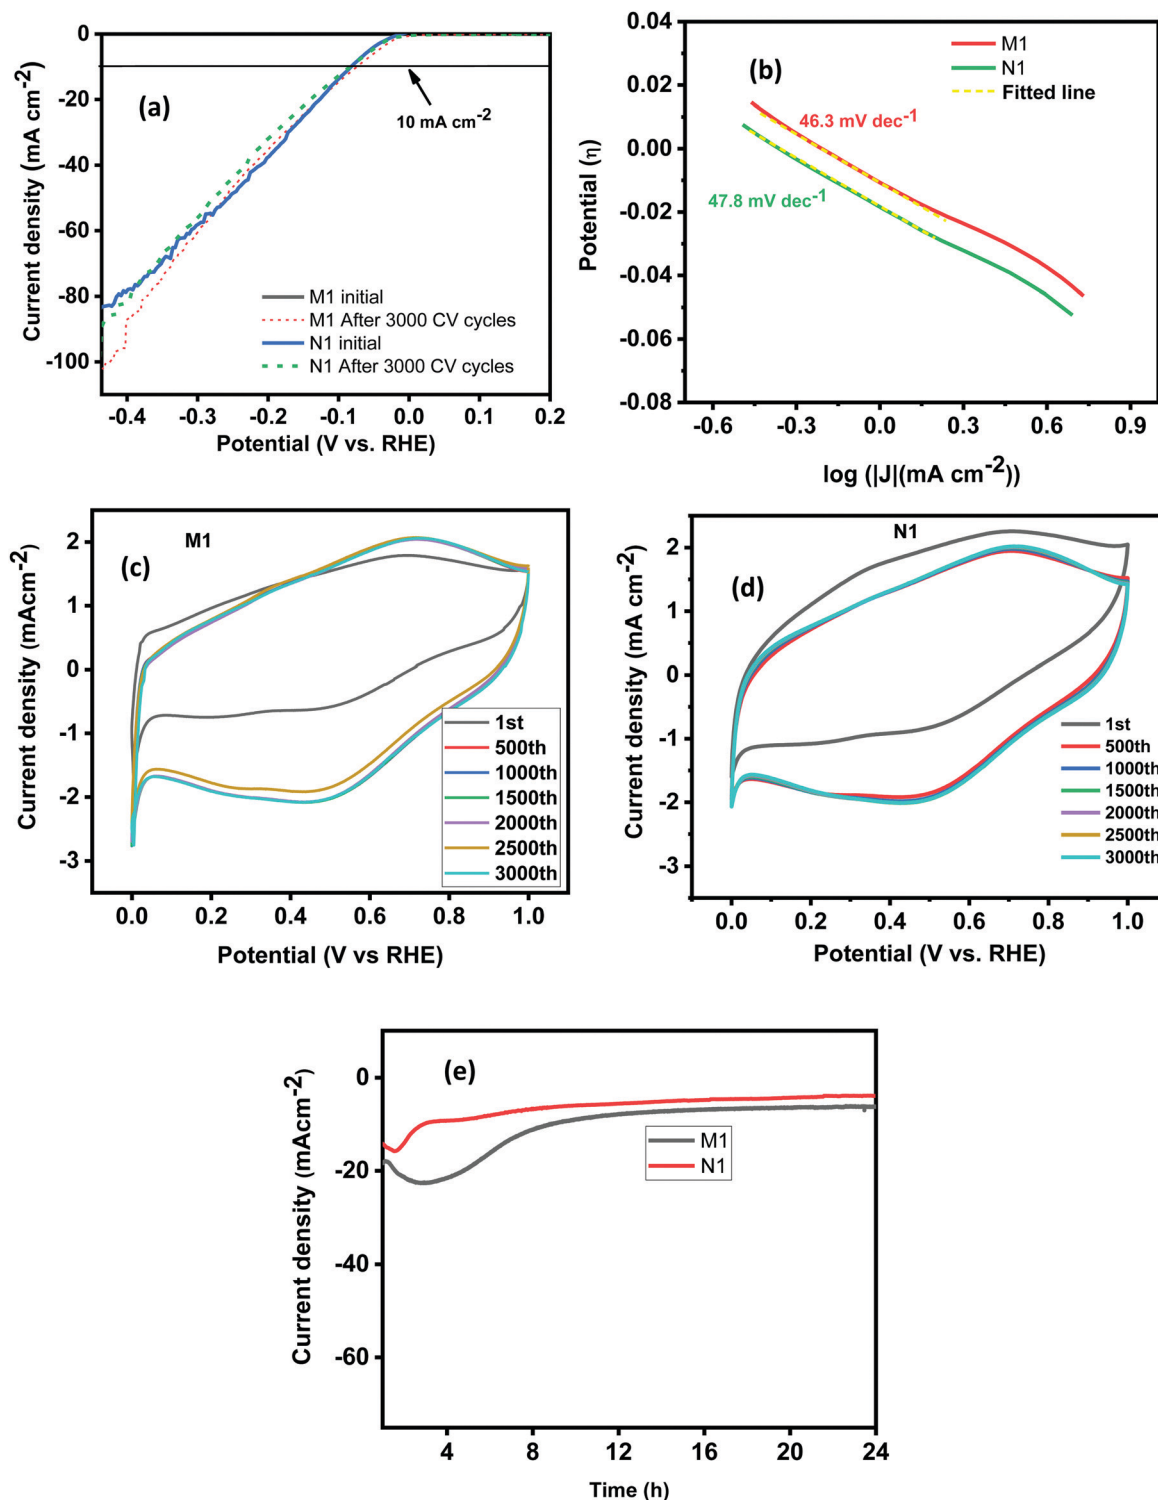 0
-20
-40
-60
-80
-100
Current density (mA cm-2)
(a)
10 mA cm-2
M1 initial
M1 After 3000 CV cycles
N1 initial
N1 After 3000 CV cycles
-0.4 -0.3 -0.2 -0.1 0.0 0.1 0.2
Potential (V vs. RHE)
0.04
0.02
0.00
-0.02
-0.04
-0.06
-0.08
Potential (η)
(b)
M1
N1
Fitted line
46.3 mV dec-1
47.8 mV dec-1
-0.6 -0.3 0.0 0.3 0.6 0.9
log (|J|(mA cm-2))
2
1
0
-1
-2
-3
Current density (mAcm-2)
M1
(c)
1st
500th
1000th
1500th
2000th
2500th
3000th
0.0 0.2 0.4 0.6 0.8 1.0
Potential (V vs RHE)
2
1
0
-1
-2
-3
Current density (mA cm-2)
N1
(d)
1st
500th
1000th
1500th
2000th
2500th
3000th
0.0 0.2 0.4 0.6 0.8 1.0
Potential (V vs. RHE)
0
-20
-40
-60
Current density (mAcm-2)
(e)
M1
N1
4 8 12 16 20 24
Time (h)